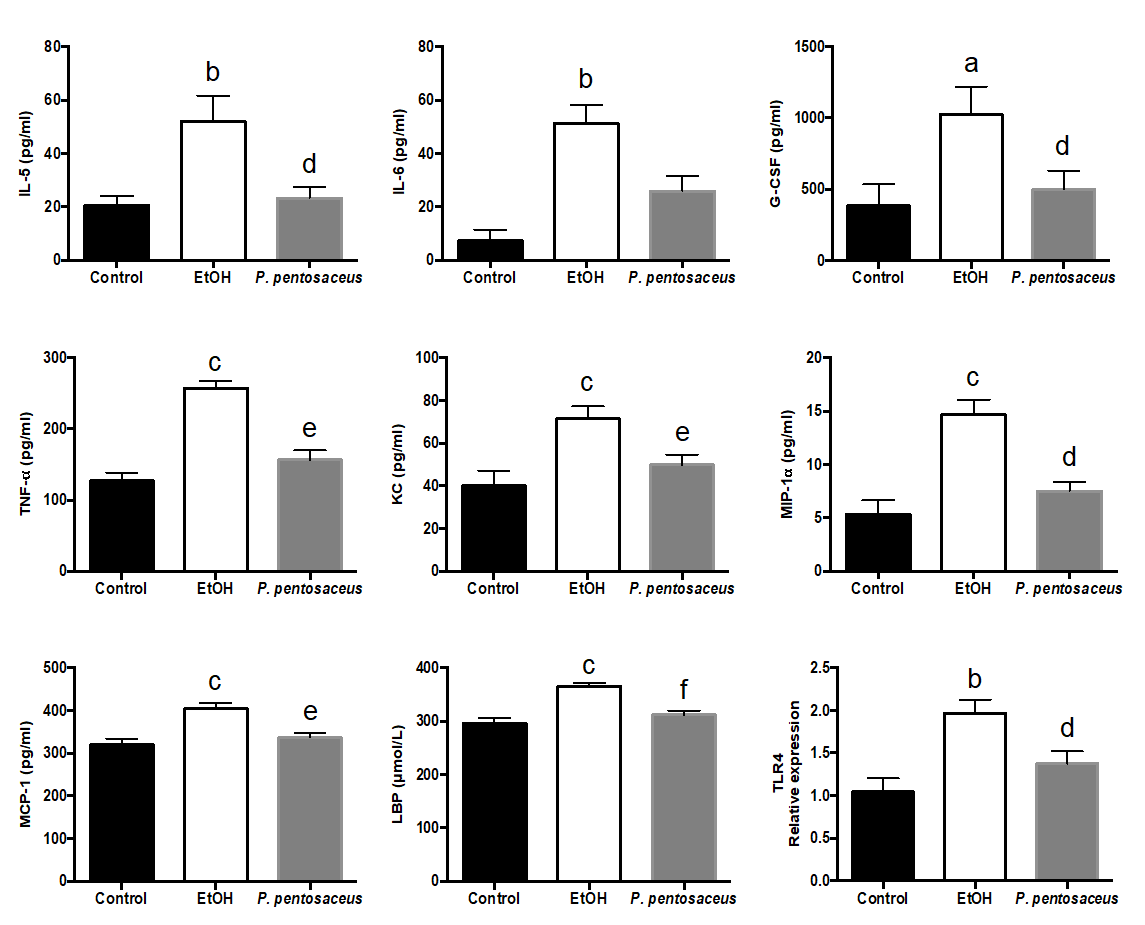 80
60
40
20
0
IL-5 (pg/ml)
b
d
Control EtOH P. pentosaceus
80
60
40
20
0
IL-6 (pg/ml)
b
Control EtOH P. pentosaceus
1500
1000
500
0
G-CSF (pg/ml)
a
d
Control EtOH P. pentosaceus
300
200
100
0
TNF-α (pg/ml)
c
e
Control EtOH P. pentosaceus
100
80
60
40
20
0
KC (pg/ml)
c
e
Control EtOH P. pentosaceus
20
15
10
5
0
MIP-1α (pg/ml)
c
d
Control EtOH P. pentosaceus
500
400
300
200
100
0
MCP-1 (pg/ml)
c
e
Control EtOH P. pentosaceus
400
300
200
100
0
LBP (μmol/L)
c
f
Control EtOH P. pentosaceus
2.5
2.0
1.5
1.0
0.5
0.0
TLR4
Relative expression
b
d
Control EtOH P. pentosaceus